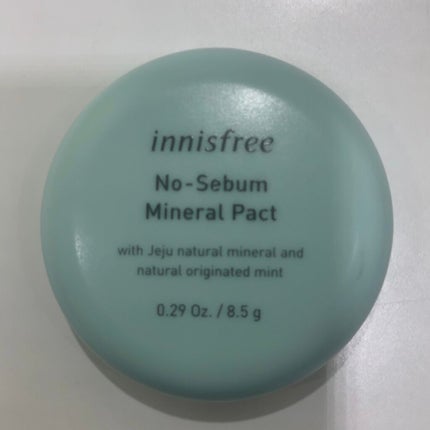 innisfree
No-Sebum
Mineral Pact
with Jeju natural mineral and
natural originated mint
0.29 Oz. / 8.5 g